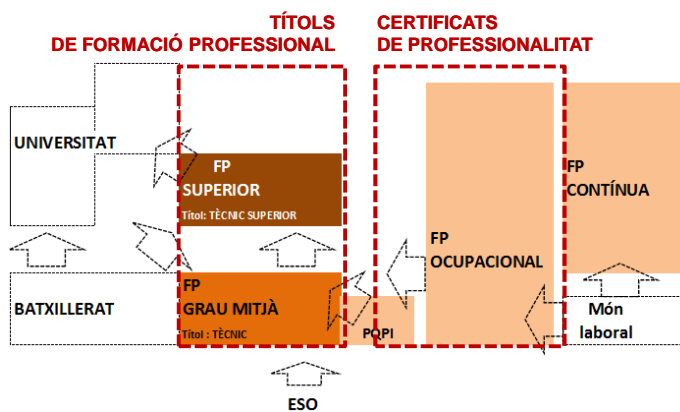 TÍTOLS
DE FORMACIÓ PROFESSIONAL
CERTIFICATS
DE PROFESSIONALITAT
UNIVERSITAT
FP
SUPERIOR
Títol: TÈCNIC SUPERIOR
FP
CONTÍNUA
FP
OCUPACIONAL
BATXILLERAT
FP
GRAU MITJÀ
Títol : TÈCNIC
PQPI
Món
laboral
ESO